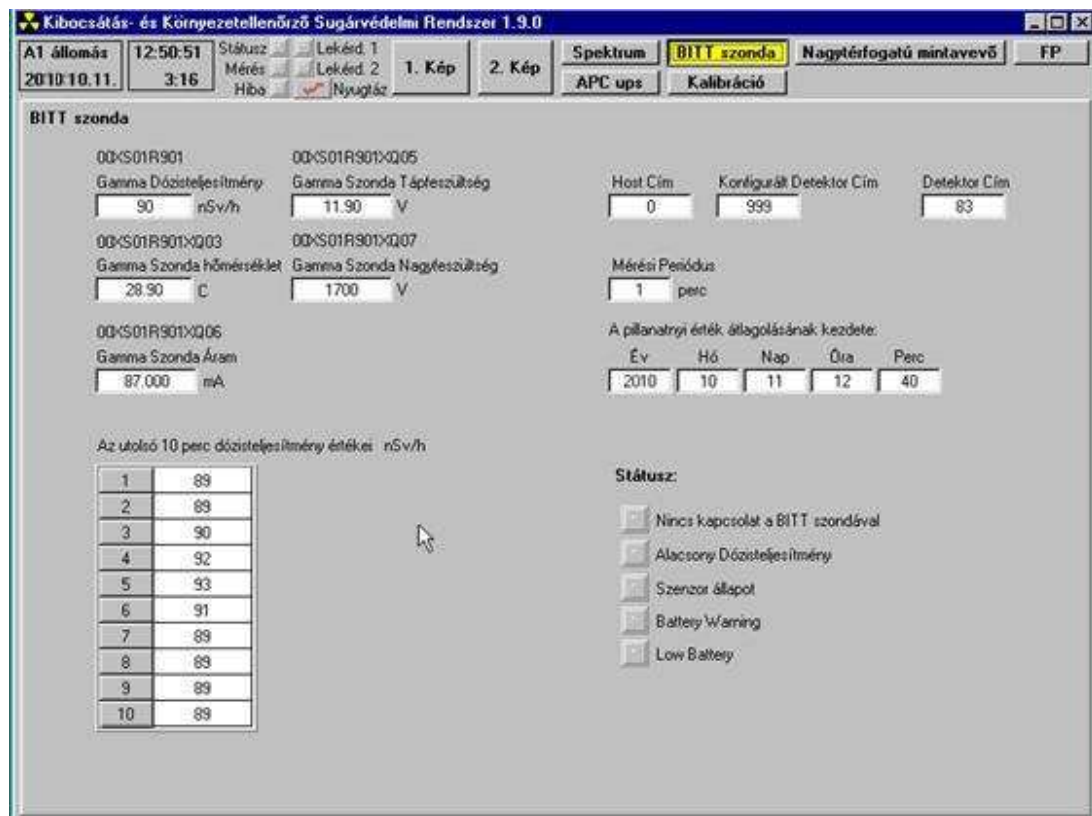 Kibocsátás- és Környezetellenőrző Sugárvédelmi Rendszer 1.9.0
A1 állomás
2010.10.11.
12:50:51
3:16
Státusz
Mérés
Hiba
Lekérd. 1
Lekérd. 2
Nyugtáz
1. Kép
2. Kép
Spektrum
BITT szonda
Nagytérfogatú mintavevő
FP
APC ups
Kalibráció
BITT szonda
00XS01R901
Gamma Dózisteljesítmény
90 nSv/h
00XS01R901XQ05
Gamma Szonda Tápfeszültség
11.90 V
Host Cím
0
Konfigurált Detektor Cím
999
Detektor Cím
83
00XS01R901XQ03
Gamma Szonda hőmérséklet
28.90 C
00XS01R901XQ07
Gamma Szonda Nagyfeszültség
1700 V
Mérési Periódus
1 perc
00XS01R901XQ06
Gamma Szonda Áram
87.000 mA
A pillanatnyi érték átlagolásának kezdete:
Év Hó Nap Óra Perc
2010 10 11 12 40
Az utolsó 10 perc dózisteljesítmény értékei nSv/h
1 89
2 89
3 90
4 92
5 93
6 91
7 89
8 89
9 89
10 89
Státusz:
Nincs kapcsolat a BITT szondával
Alacsony Dózisteljesítmény
Szenzor állapot
Battery Warning
Low Battery